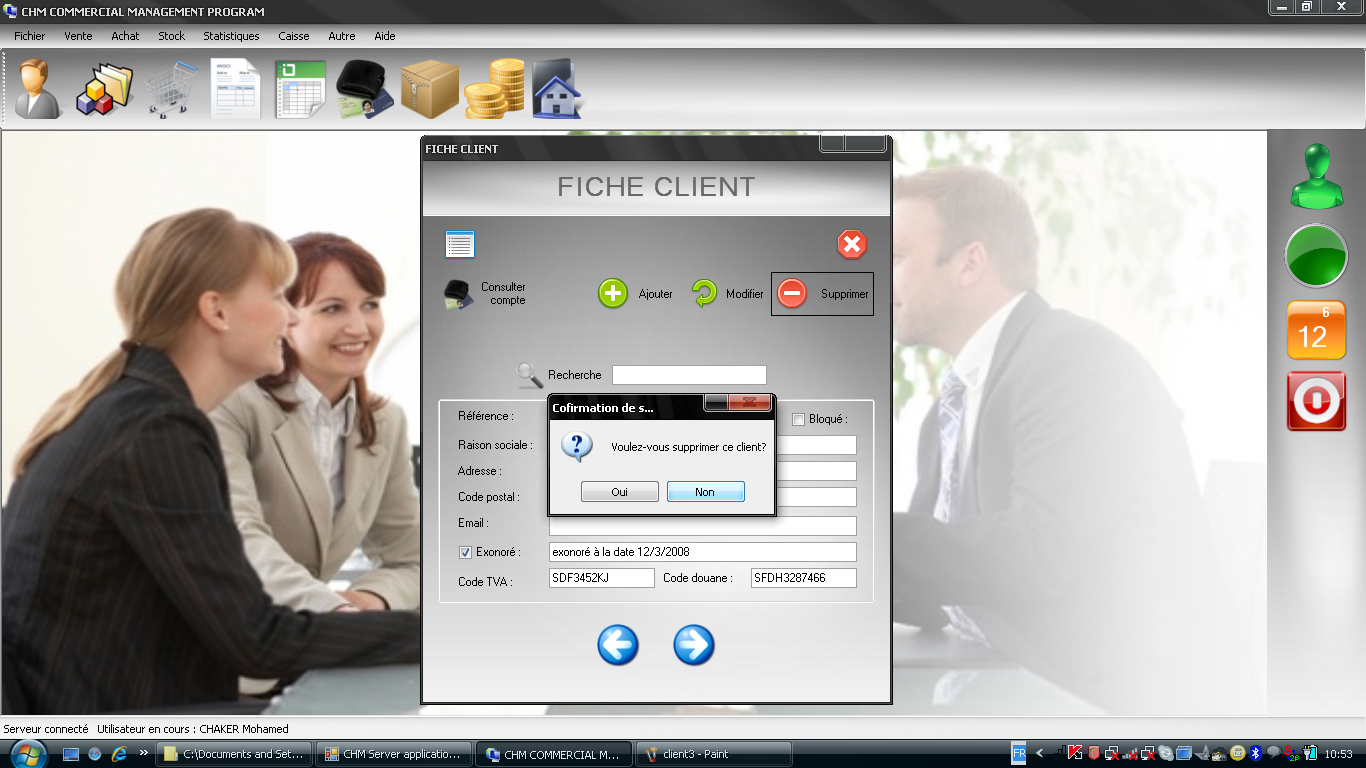 CHM COMMERCIAL MANAGEMENT PROGRAM
Fichier Vente Achat Stock Statistiques Caisse Autre Aide
INVOICE
FICHE CLIENT
FICHE CLIENT
Consulter
compte
Ajouter
Modifier
Supprimer
6
12
Recherche
Référence :
Bloqué :
Raison sociale :
Adresse :
Code postal :
Email :
Cofirmation de s...
Voulez-vous supprimer ce client?
Oui
Non
Exonoré :
exonoré à la date 12/3/2008
Code TVA :
SDF3452KJ
Code douane :
SFDH3287466
Serveur connecté Utilisateur en cours : CHAKER Mohamed
C:\Documents and Set...
CHM Server applicatio...
CHM COMMERCIAL M...
client3 - Paint
FR
10:53